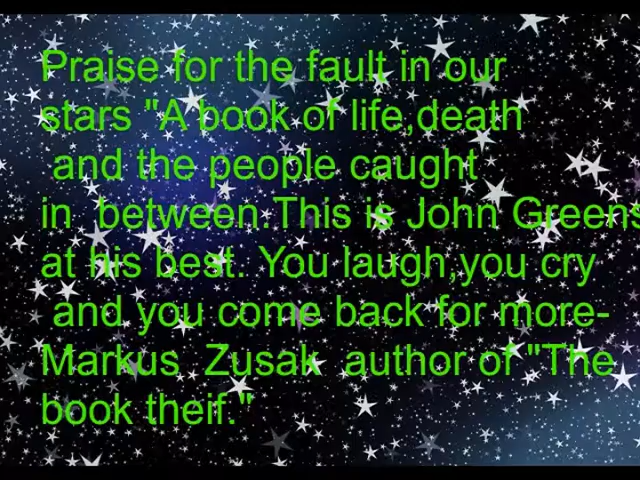 Praise for the fault in our
stars "A book of life,death
and the people caught
in between.This is John Greens
at his best. You laugh,you cry
and you come back for more-
Markus Zusak author of "The
book theif."